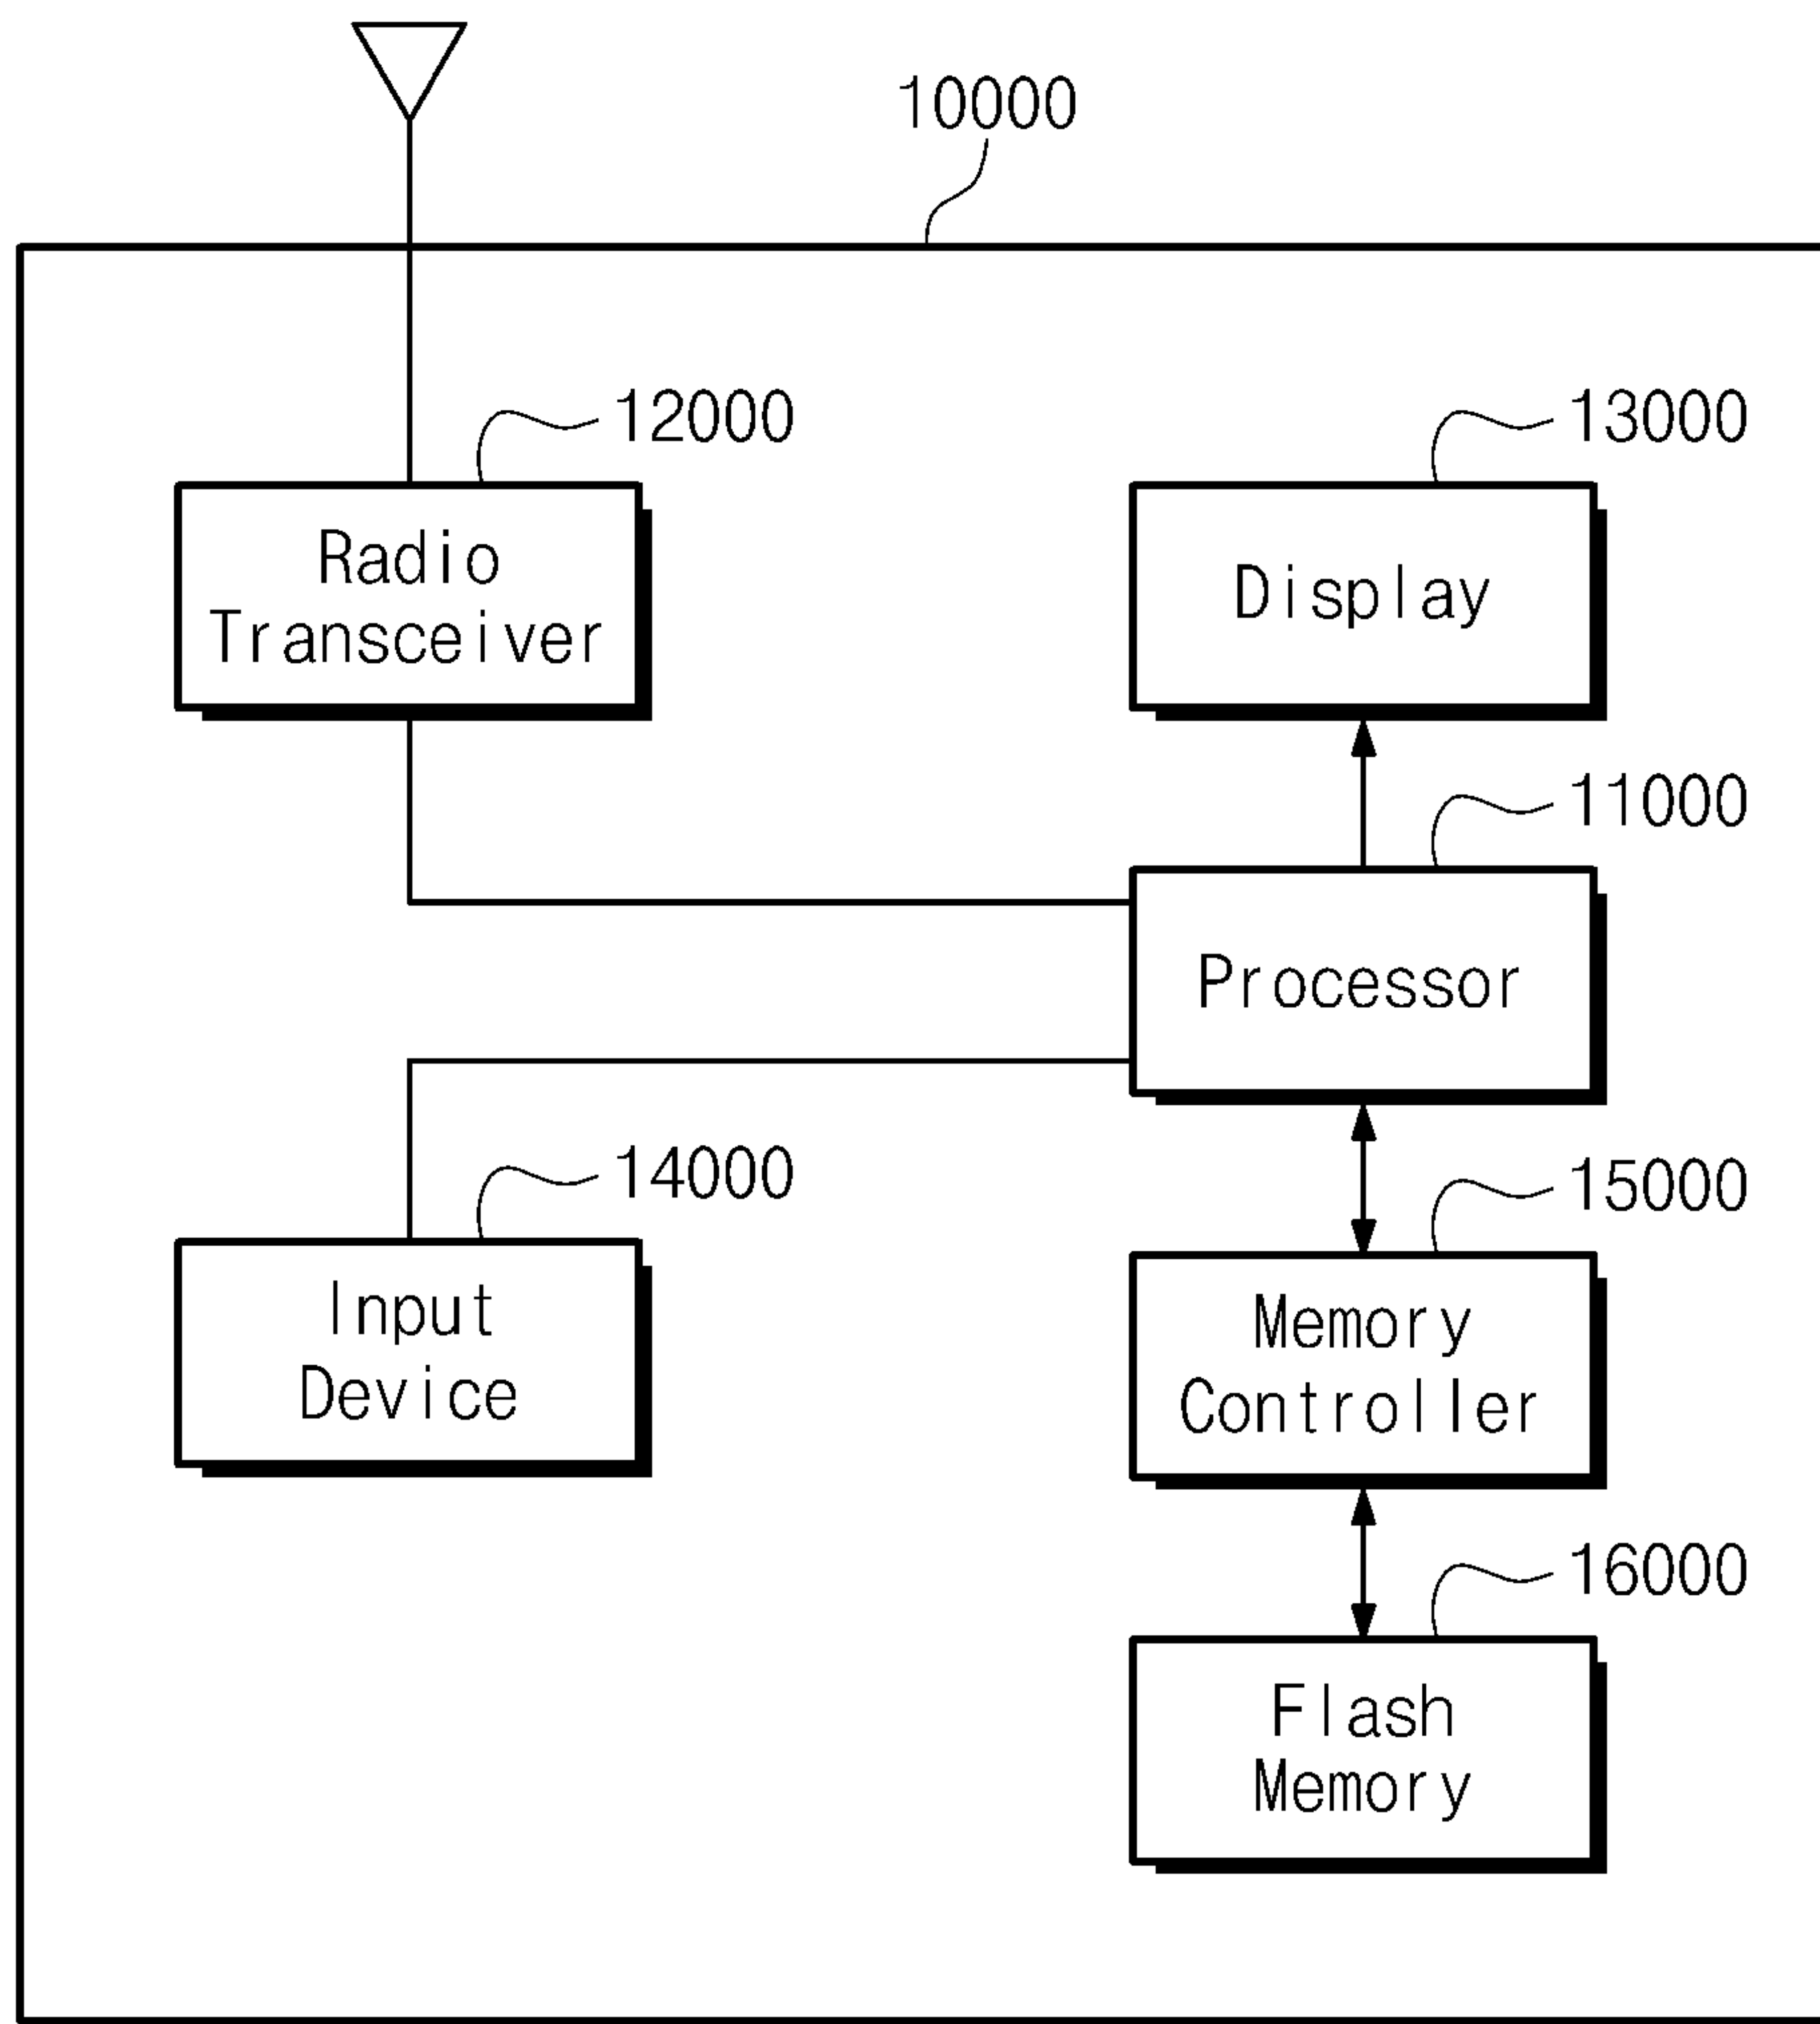 10000
12000
13000
Radio
Transceiver
Display
11000
Processor
14000
15000
Input
Device
Memory
Controller
16000
Flash
Memory